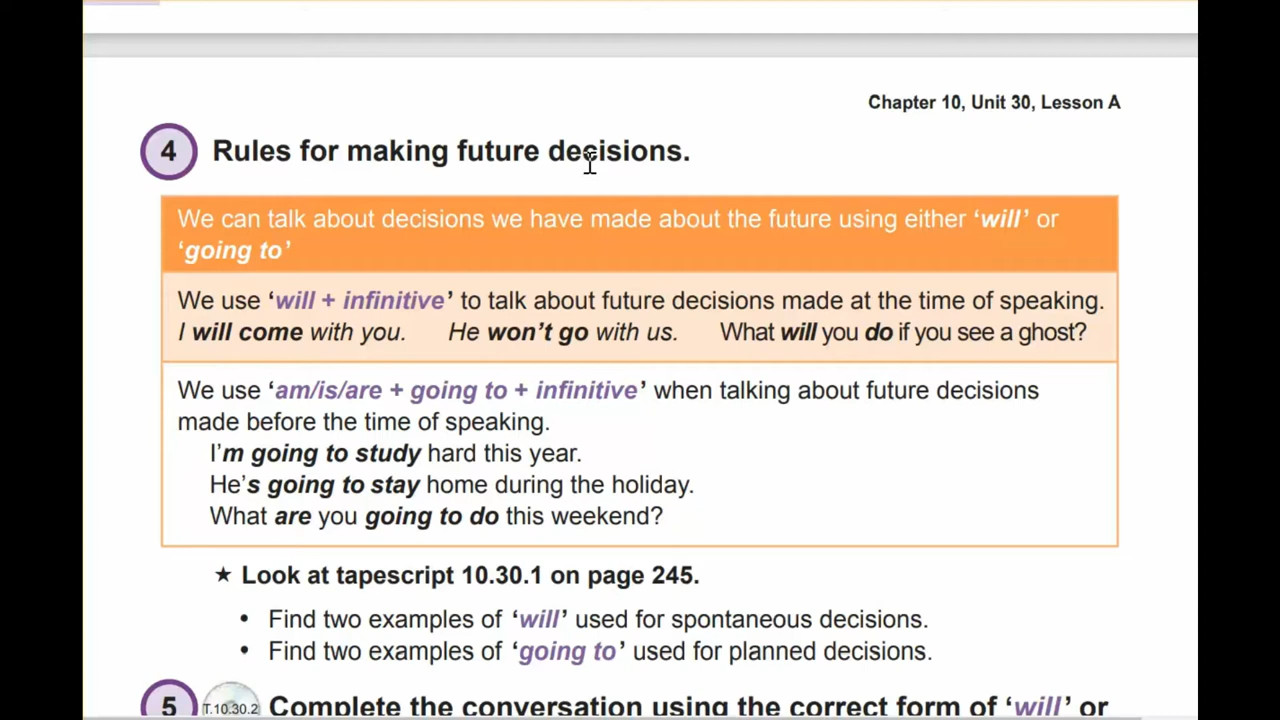 Chapter 10, Unit 30, Lesson A
4 Rules for making future decisions.
We can talk about decisions we have made about the future using either ‘will’ or
‘going to’
We use ‘will + infinitive’ to talk about future decisions made at the time of speaking.
I will come with you. He won’t go with us. What will you do if you see a ghost?
We use ‘am/is/are + going to + infinitive’ when talking about future decisions
made before the time of speaking.
I’m going to study hard this year.
He’s going to stay home during the holiday.
What are you going to do this weekend?
★ Look at tapescript 10.30.1 on page 245.
• Find two examples of ‘will’ used for spontaneous decisions.
• Find two examples of ‘going to’ used for planned decisions.
5 T.10.30.2 Complete the conversation using the correct form of ‘will’ or